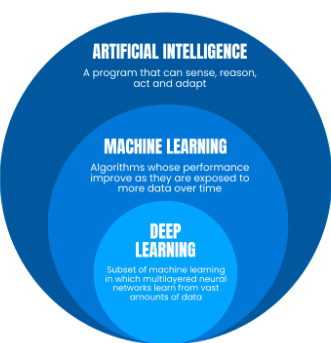 ARTIFICIAL INTELLIGENCE
A program that can sense, reason,
act and adapt
MACHINE LEARNING
Algorithms whose performance
improve as they are exposed to
more data over time
DEEP
LEARNING
Subset of machine learning
in which multilayered neural
networks learn from vast
amounts of data